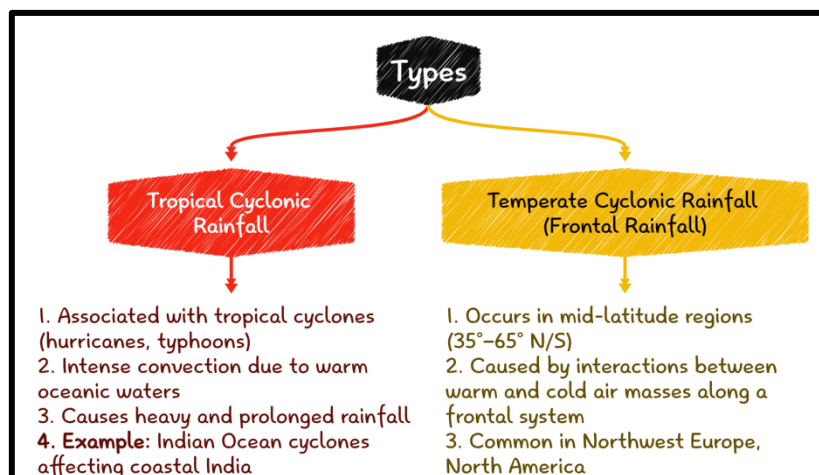 Types
Tropical Cyclonic
Rainfall
Temperate Cyclonic Rainfall
(Frontal Rainfall)
1. Associated with tropical cyclones
(hurricanes, typhoons)
2. Intense convection due to warm
oceanic waters
3. Causes heavy and prolonged rainfall
4. Example: Indian Ocean cyclones
affecting coastal India
1. Occurs in mid-latitude regions
(35°–65° N/S)
2. Caused by interactions between
warm and cold air masses along a
frontal system
3. Common in Northwest Europe,
North America